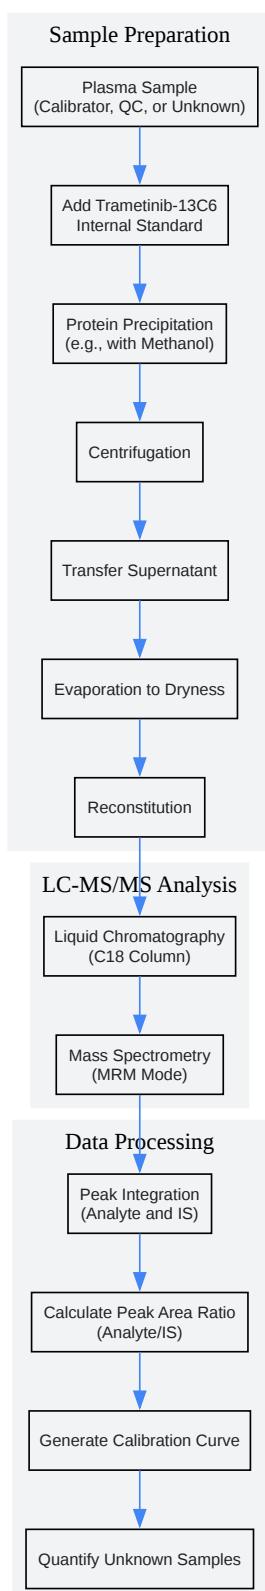 Sample Preparation
Plasma Sample
(Calibrator, QC, or Unknown)
Add Trametinib-13C6
Internal Standard
Protein Precipitation
(e.g., with Methanol)
Centrifugation
Transfer Supernatant
Evaporation to Dryness
Reconstitution
LC-MS/MS Analysis
Liquid Chromatography
(C18 Column)
Mass Spectrometry
(MRM Mode)
Data Processing
Peak Integration
(Analyte and IS)
Calculate Peak Area Ratio
(Analyte/IS)
Generate Calibration Curve
Quantify Unknown Samples